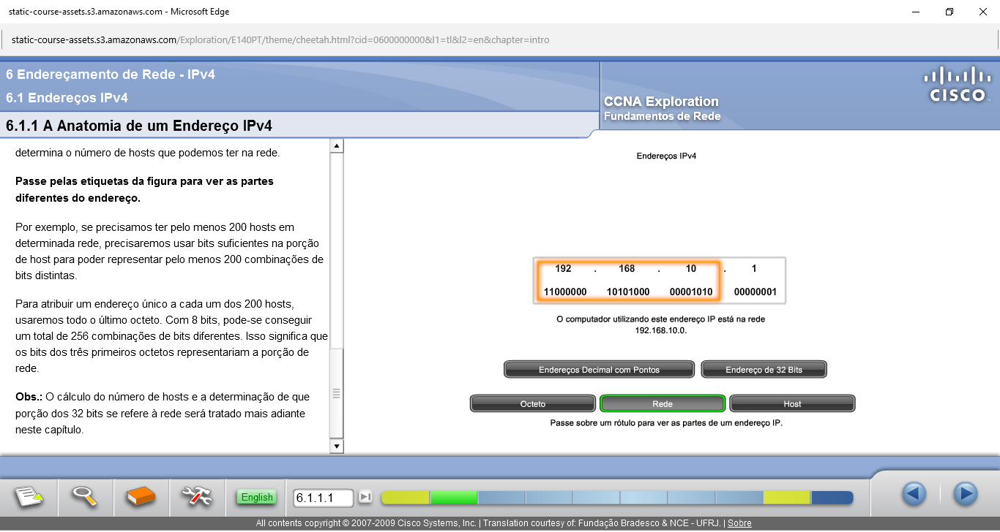 static-course-assets.s3.amazonaws.com - Microsoft Edge
static-course-assets.s3.amazonaws.com/Exploration/E140PT/theme/cheetah.html?cid=0600000000&l1=tl&l2=en&chapter=intro
6 Endereçamento de Rede - IPv4
6.1 Endereços IPv4
6.1.1 A Anatomia de um Endereço IPv4
CCNA Exploration
Fundamentos de Rede
CISCO
determina o número de hosts que podemos ter na rede.
Passe pelas etiquetas da figura para ver as partes
diferentes do endereço.
Por exemplo, se precisamos ter pelo menos 200 hosts em
determinada rede, precisaremos usar bits suficientes na porção
de host para poder representar pelo menos 200 combinações de
bits distintas.
Para atribuir um endereço único a cada um dos 200 hosts,
usaremos todo o último octeto. Com 8 bits, pode-se conseguir
um total de 256 combinações de bits diferentes. Isso significa que
os bits dos três primeiros octetos representariam a porção de
rede.
Obs.: O cálculo do número de hosts e a determinação de que
porção dos 32 bits se refere à rede será tratado mais adiante
neste capítulo.
Endereços IPv4
192 . 168 . 10 . 1
11000000 10101000 00001010 00000001
O computador utilizando este endereço IP está na rede
192.168.10.0.
Endereços Decimal com Pontos Endereço de 32 Bits
Octeto Rede Host
Passe sobre um rótulo para ver as partes de um endereço IP.
English 6.1.1.1
All contents copyright © 2007-2009 Cisco Systems, Inc. | Translation courtesy of: Fundação Bradesco & NCE - UFRJ. | Sobre